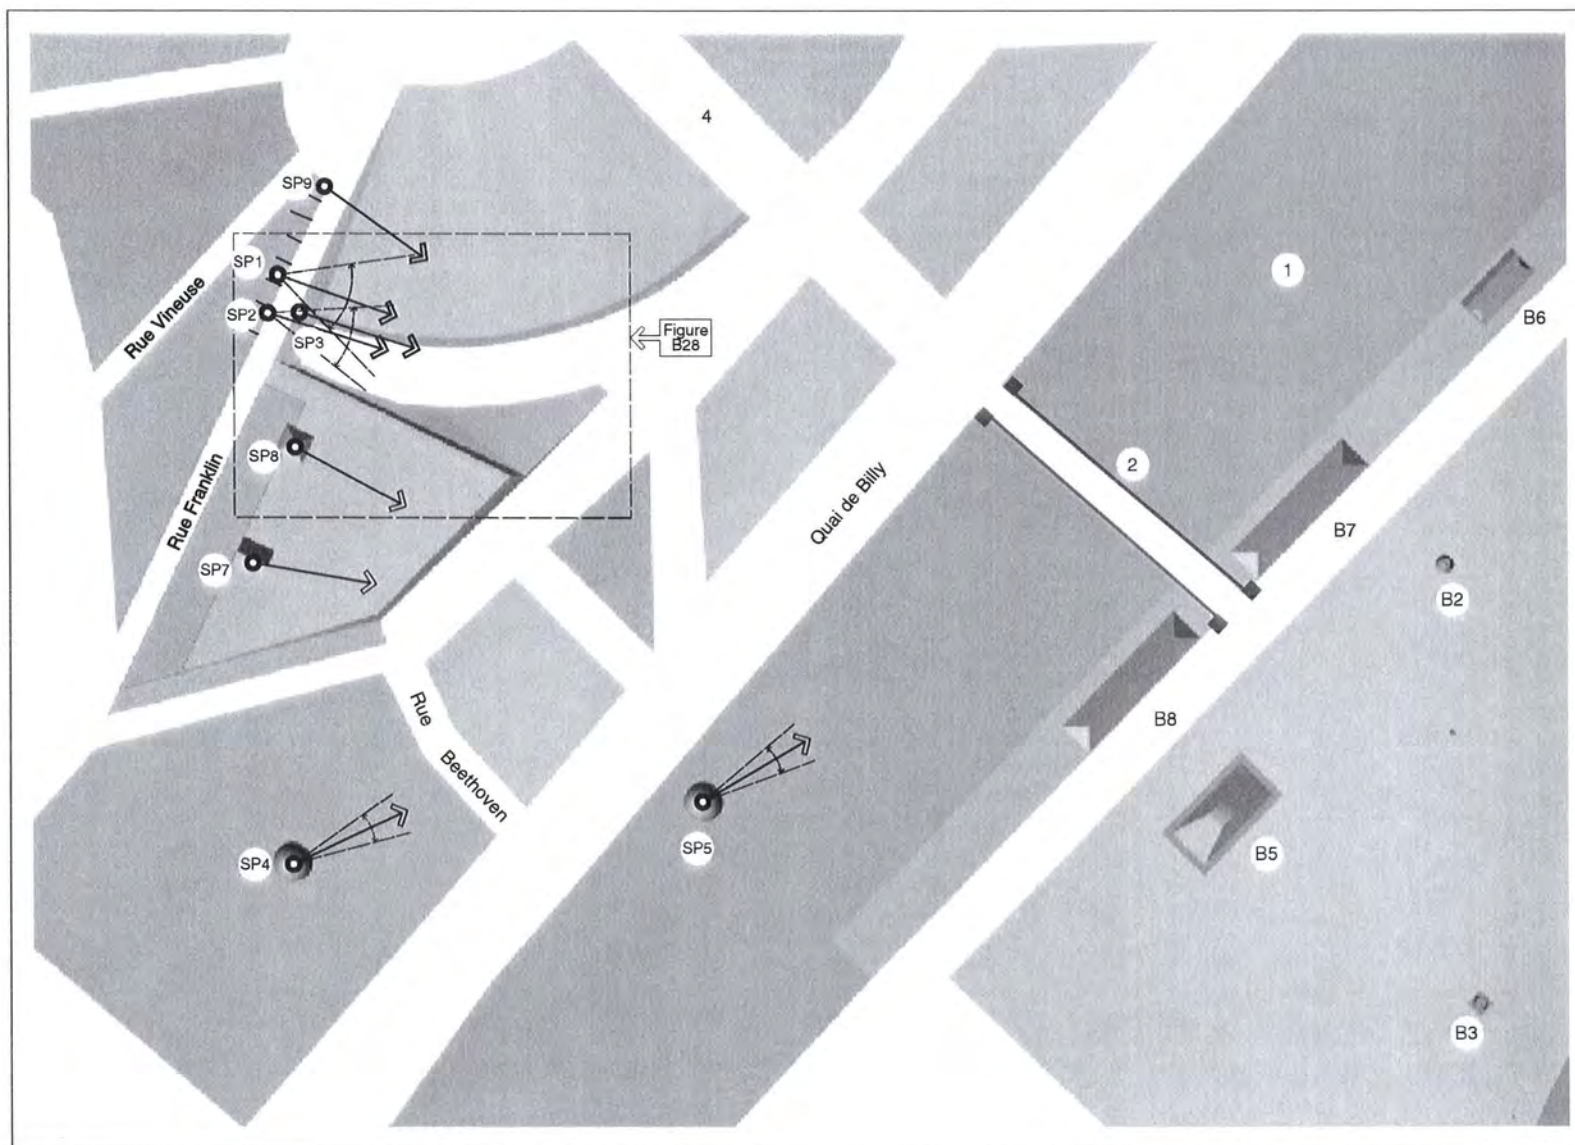 4
SP9
SP1
1
Rue Vineuse
SP2
SP3
Figure
B28
B6
SP8
2
Quai de Billy
Rue Franklin
B7
SP7
B2
Rue
Beethoven
B8
SP4
SP5
B5
B3